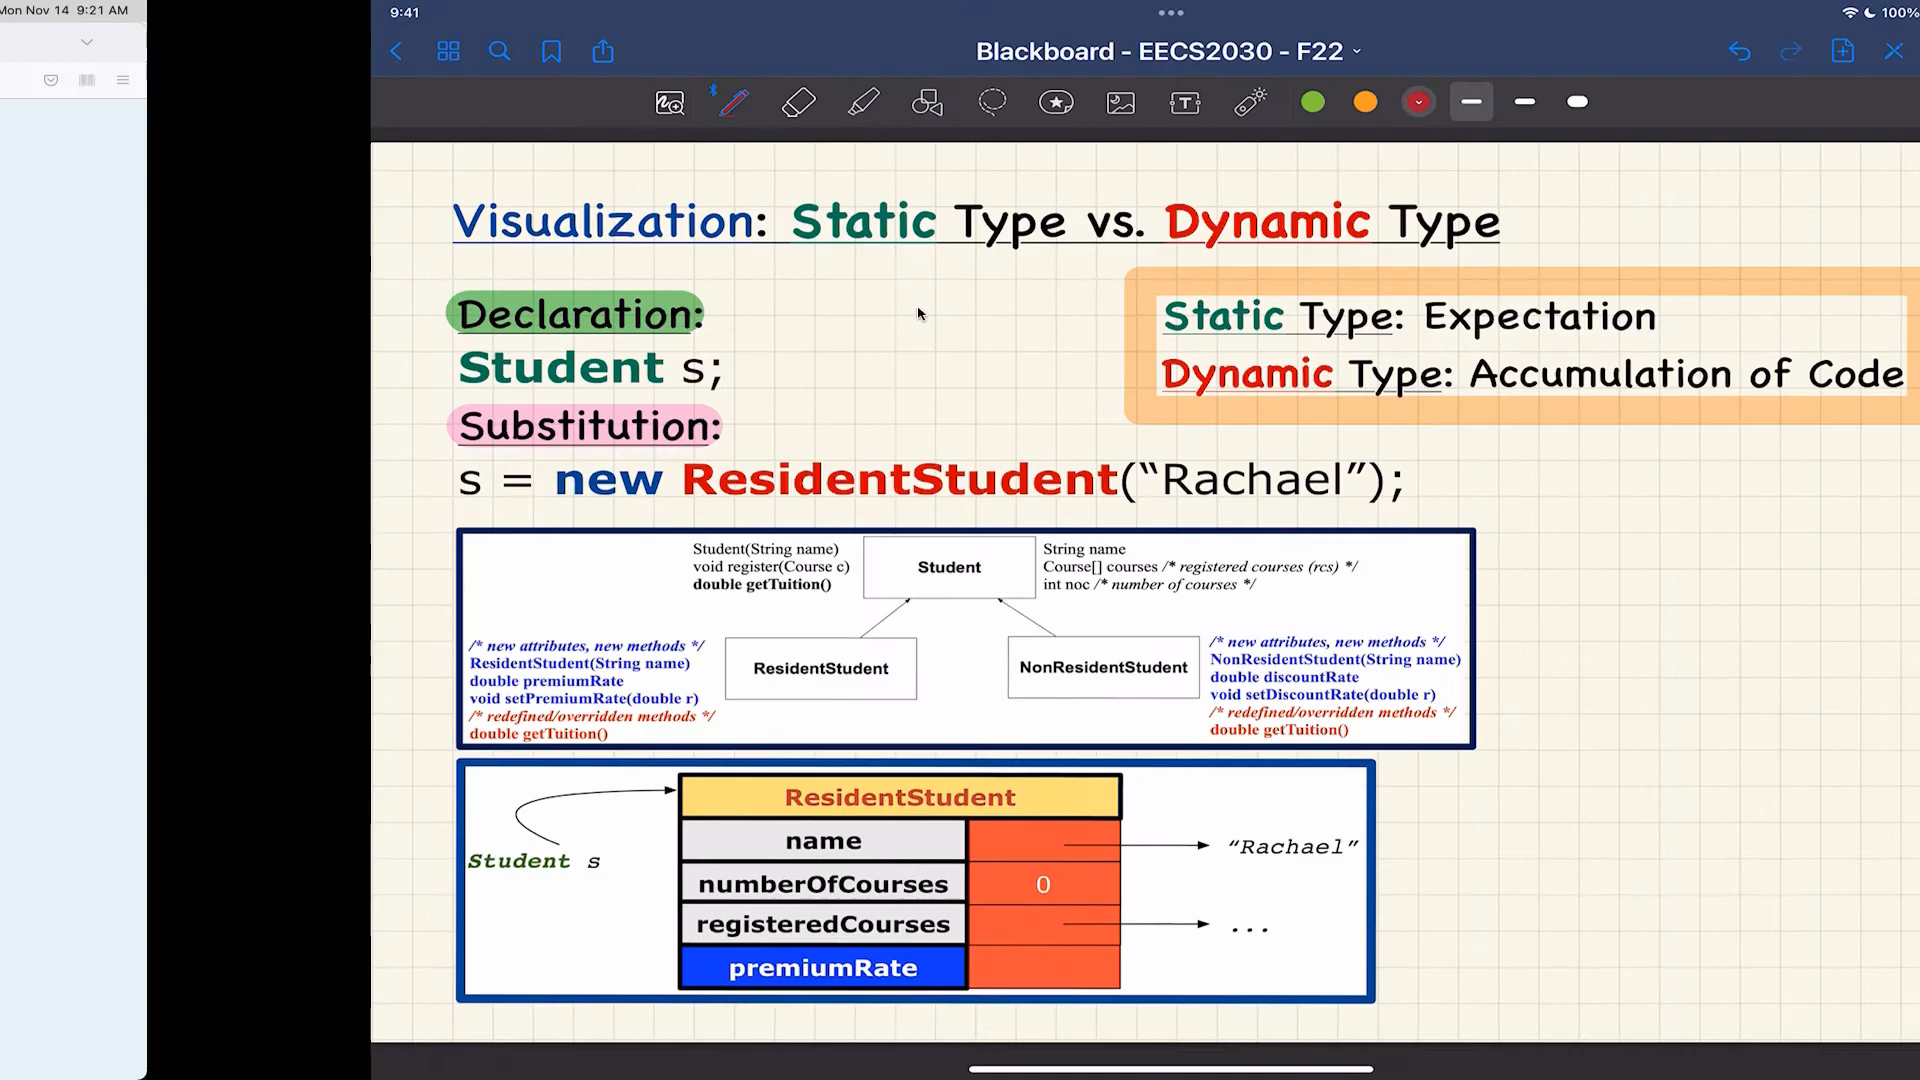 Mon Nov 14 9:21 AM
9:41
100%
Blackboard - EECS2030 - F22
T
Visualization: Static Type vs. Dynamic Type
Declaration:
Student s;
Substitution:
s = new ResidentStudent(“Rachael”);
Static Type: Expectation
Dynamic Type: Accumulation of Code
Student(String name)
void register(Course c)
double getTuition()
Student
String name
Course[] courses /* registered courses (rcs) */
int noc /* number of courses */
/* new attributes, new methods */
ResidentStudent(String name)
double premiumRate
void setPremiumRate(double r)
/* redefined/overridden methods */
double getTuition()
ResidentStudent
NonResidentStudent
/* new attributes, new methods */
NonResidentStudent(String name)
double discountRate
void setDiscountRate(double r)
/* redefined/overridden methods */
double getTuition()
Student s
ResidentStudent
name
“Rachael”
numberOfCourses 0
registeredCourses
...
premiumRate